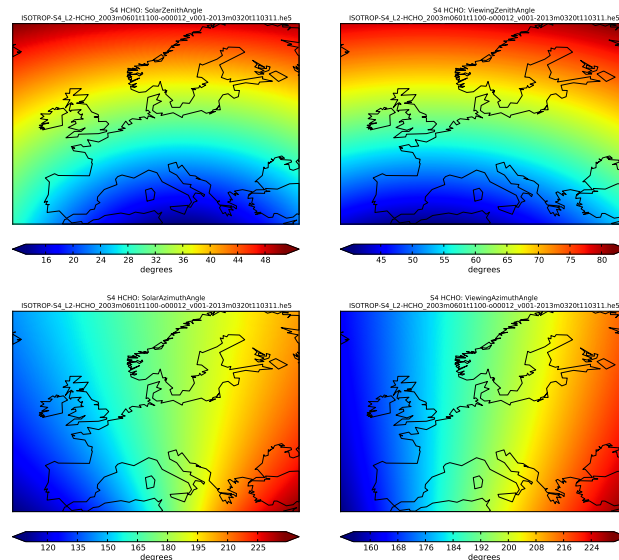 S4 HCHO: SolarZenithAngle
ISOTROP-S4_L2-HCHO_2003m0601t1100-o00012_v001-2013m0320t110311.he5
16 20 24 28 32 36 40 44 48
degrees
S4 HCHO: ViewingZenithAngle
ISOTROP-S4_L2-HCHO_2003m0601t1100-o00012_v001-2013m0320t110311.he5
45 50 55 60 65 70 75 80
degrees
S4 HCHO: SolarAzimuthAngle
ISOTROP-S4_L2-HCHO_2003m0601t1100-o00012_v001-2013m0320t110311.he5
120 135 150 165 180 195 210 225
degrees
S4 HCHO: ViewingAzimuthAngle
ISOTROP-S4_L2-HCHO_2003m0601t1100-o00012_v001-2013m0320t110311.he5
160 168 176 184 192 200 208 216 224
degrees